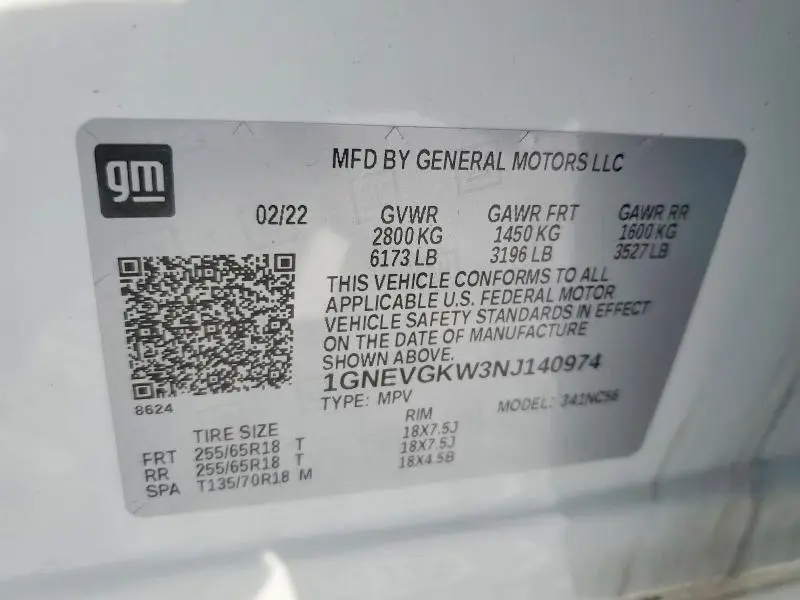 gm
MFD BY GENERAL MOTORS LLC
02/22 GVWR GAWR FRT GAWR RR
2800 KG 1450 KG 1600 KG
6173 LB 3196 LB 3527 LB
THIS VEHICLE CONFORMS TO ALL
APPLICABLE U.S. FEDERAL MOTOR
VEHICLE SAFETY STANDARDS IN EFFECT
ON THE DATE OF MANUFACTURE
SHOWN ABOVE.
1GNEVGKW3NJ140974
8624
TYPE: MPV MODEL: 341NC56
TIRE SIZE RIM
FRT 255/65R18 T 18X7.5J
RR 255/65R18 T 18X7.5J
SPA T135/70R18 M 18X4.5B